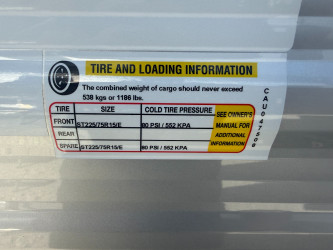 TIRE AND LOADING INFORMATION
The combined weight of cargo should never exceed
538 kgs or 1186 lbs.
TIRE SIZE COLD TIRE PRESSURE
FRONT ST225/75R15/E 80 PSI / 552 KPA
REAR
SPARE ST225/75R15/E 80 PSI / 552 KPA
SEE OWNER'S
MANUAL FOR
ADDITIONAL
INFORMATION
CAU047509